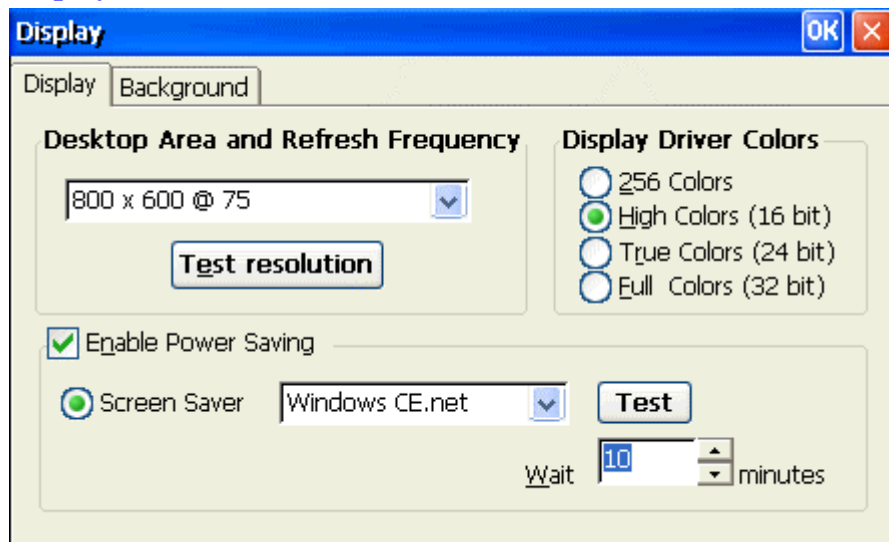 Display
OK
Display
Background
Desktop Area and Refresh Frequency
800 x 600 @ 75
Test resolution
Display Driver Colors
256 Colors
High Colors (16 bit)
True Colors (24 bit)
Full Colors (32 bit)
Enable Power Saving
Screen Saver
Windows CE.net
Test
Wait 10 minutes